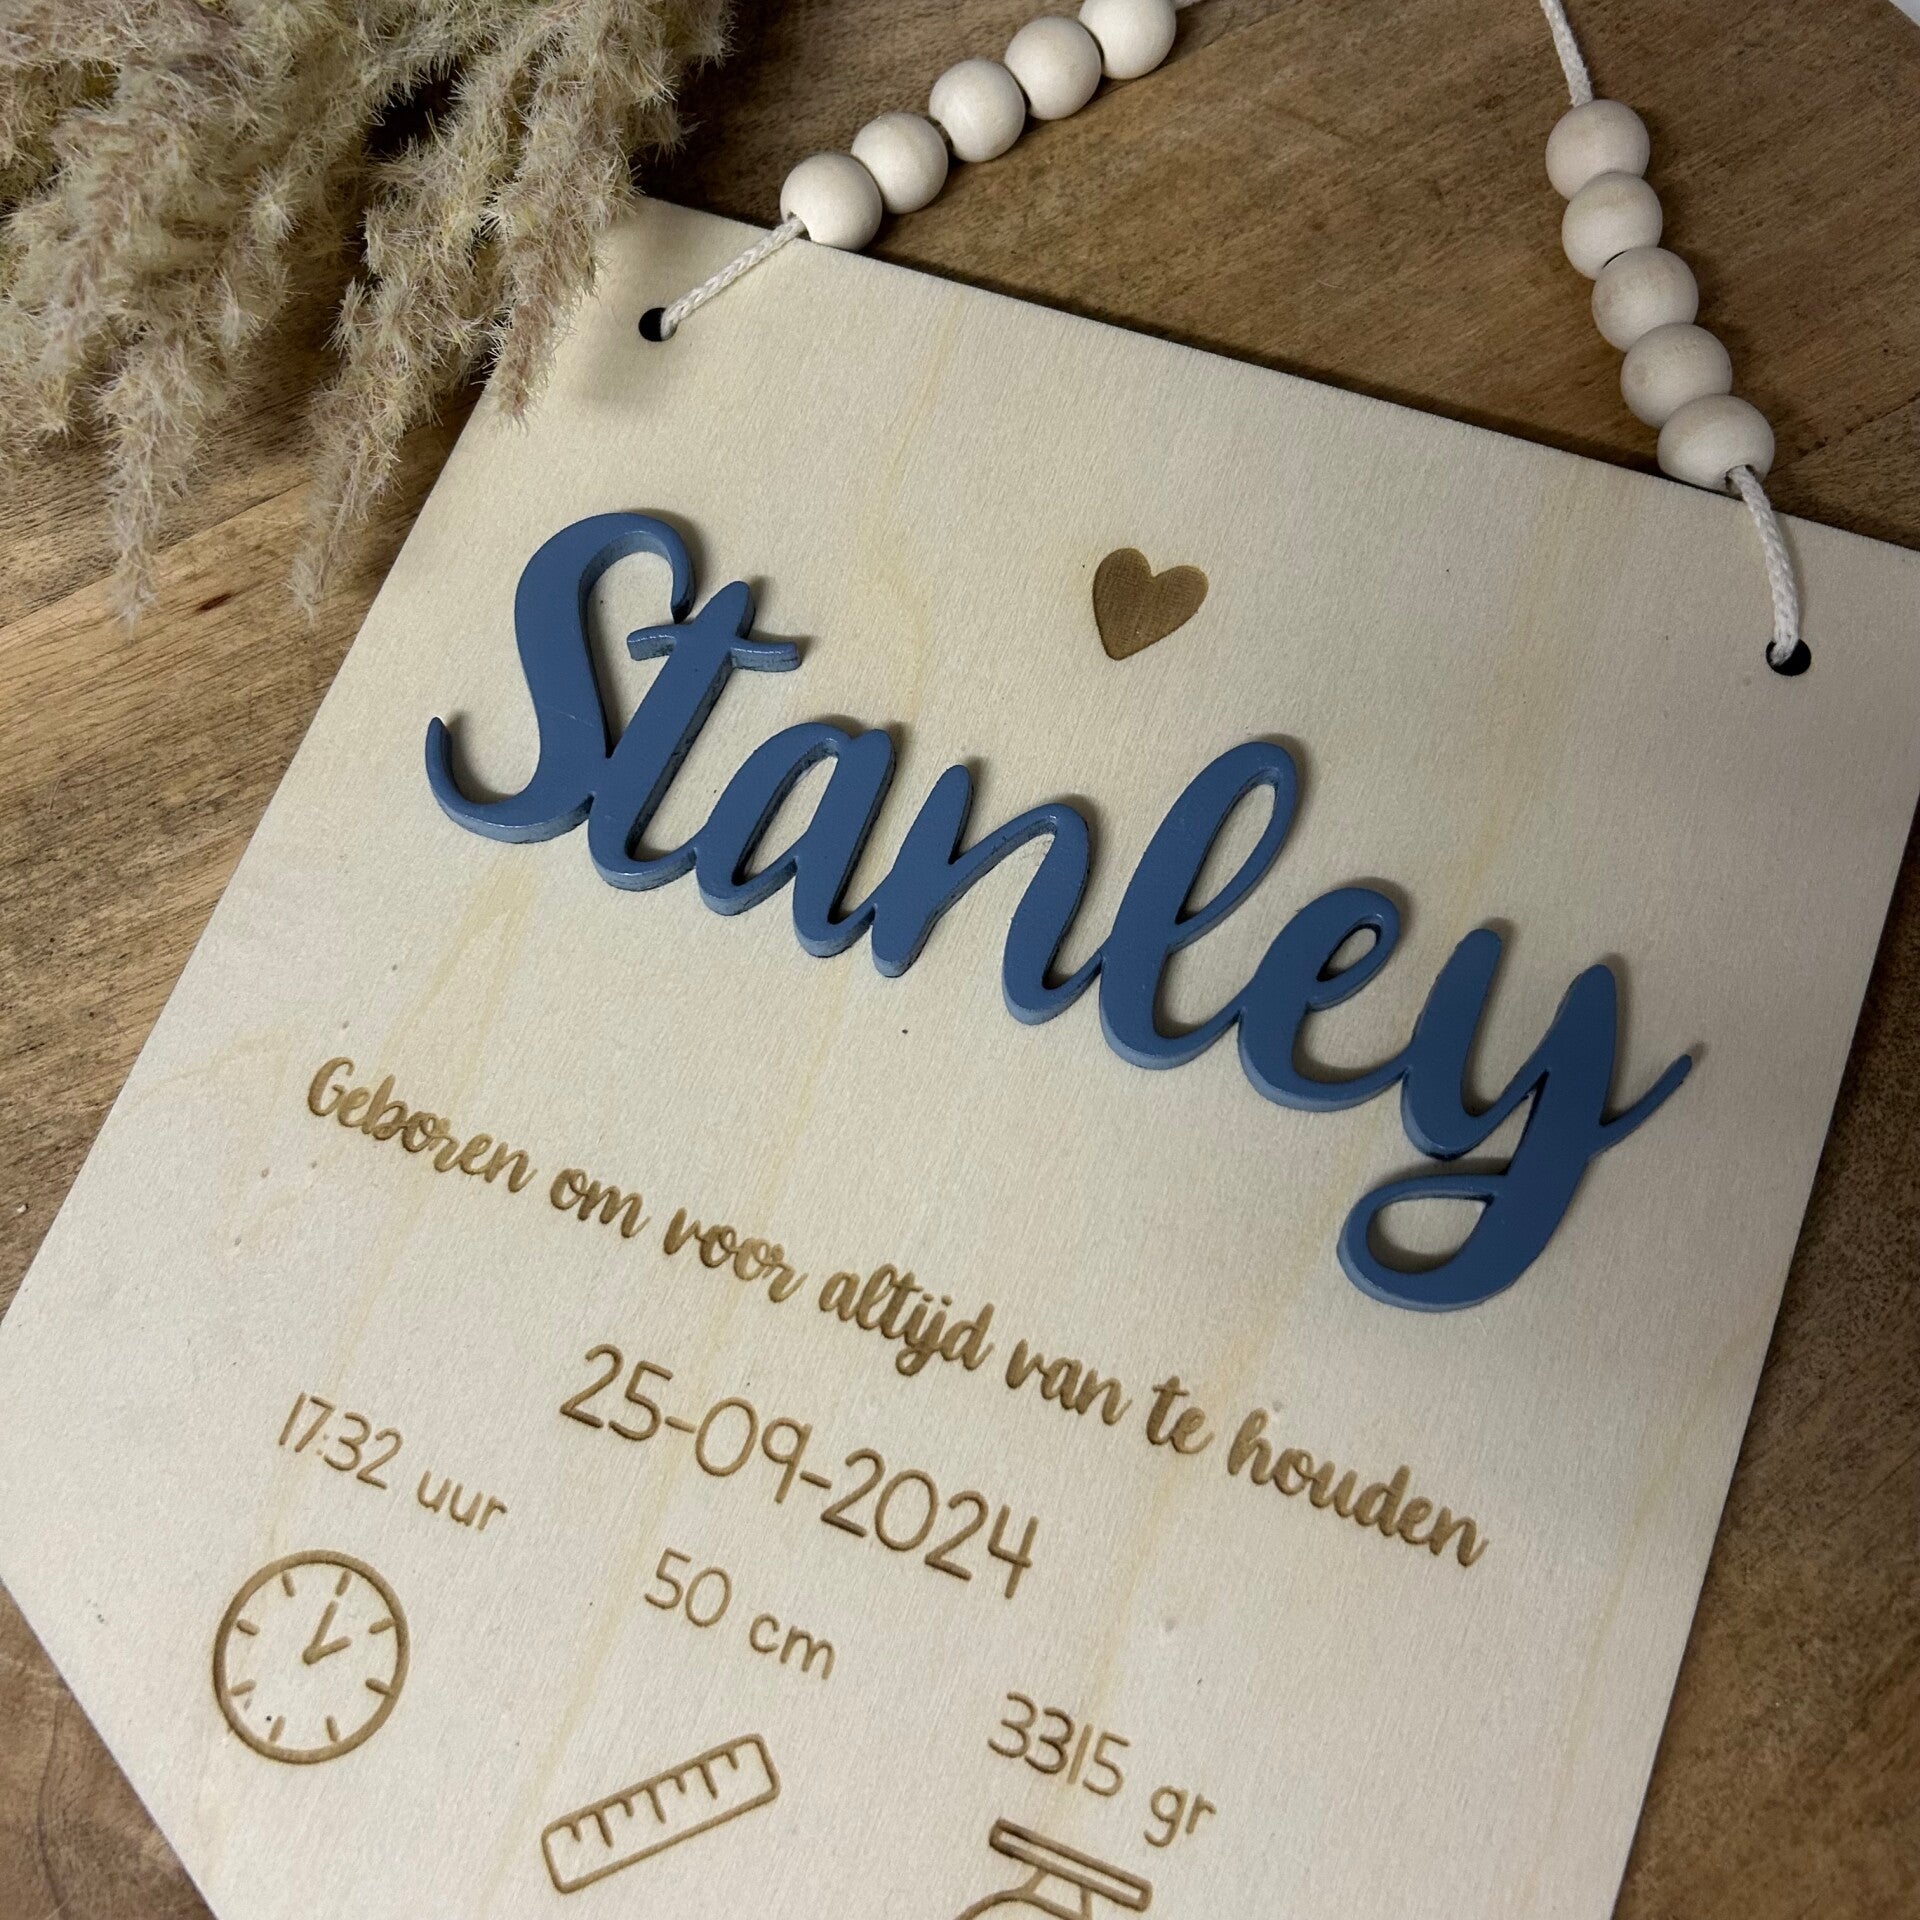 Stanley
Geboren om voor altijd van te houden
25-09-2024
17:32 uur
50 cm
3315 gr